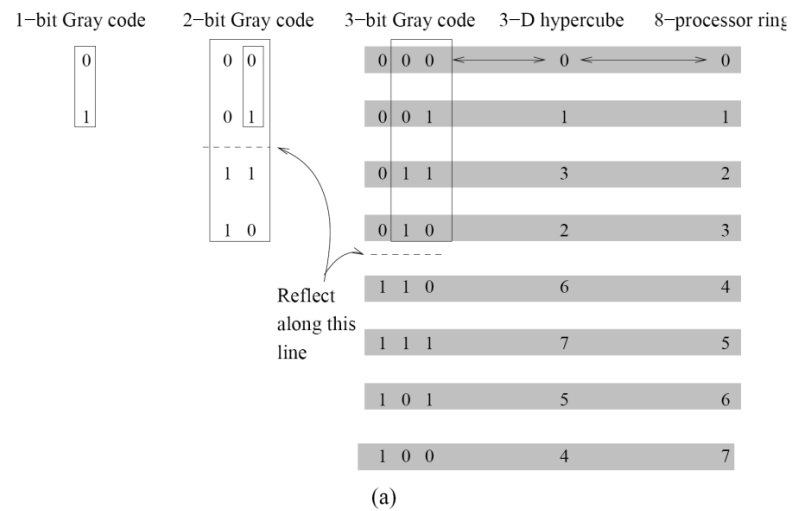 1−bit Gray code 2−bit Gray code 3−bit Gray code 3−D hypercube 8−processor ring
0 0 0 0 0 0 0 0
1 0 1 0 0 1 1 1
1 1 0 1 1 3 2
1 0 0 1 0 2 3
1 1 0 6 4
Reflect
along this
line
1 1 1 7 5
1 0 1 5 6
1 0 0 4 7
(a)